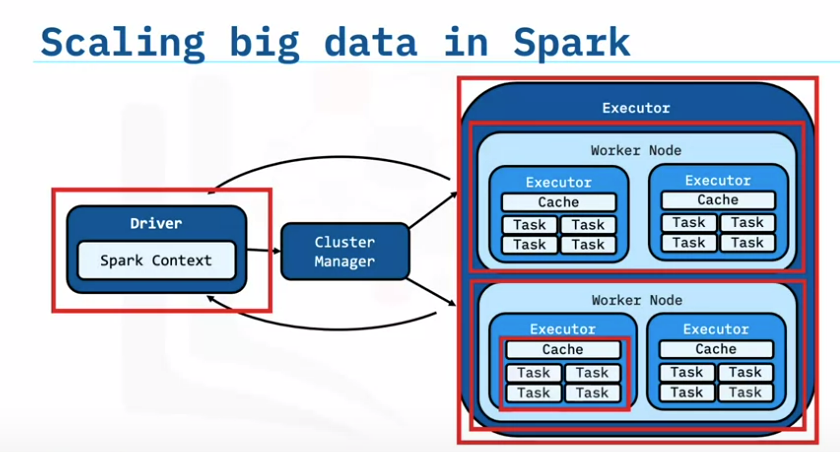 Scaling big data in Spark
Driver
Spark Context
Cluster
Manager
Executor
Worker Node
Executor
Cache
Task Task
Task Task
Executor
Cache
Task Task
Task Task
Worker Node
Executor
Cache
Task Task
Task Task
Executor
Cache
Task Task
Task Task